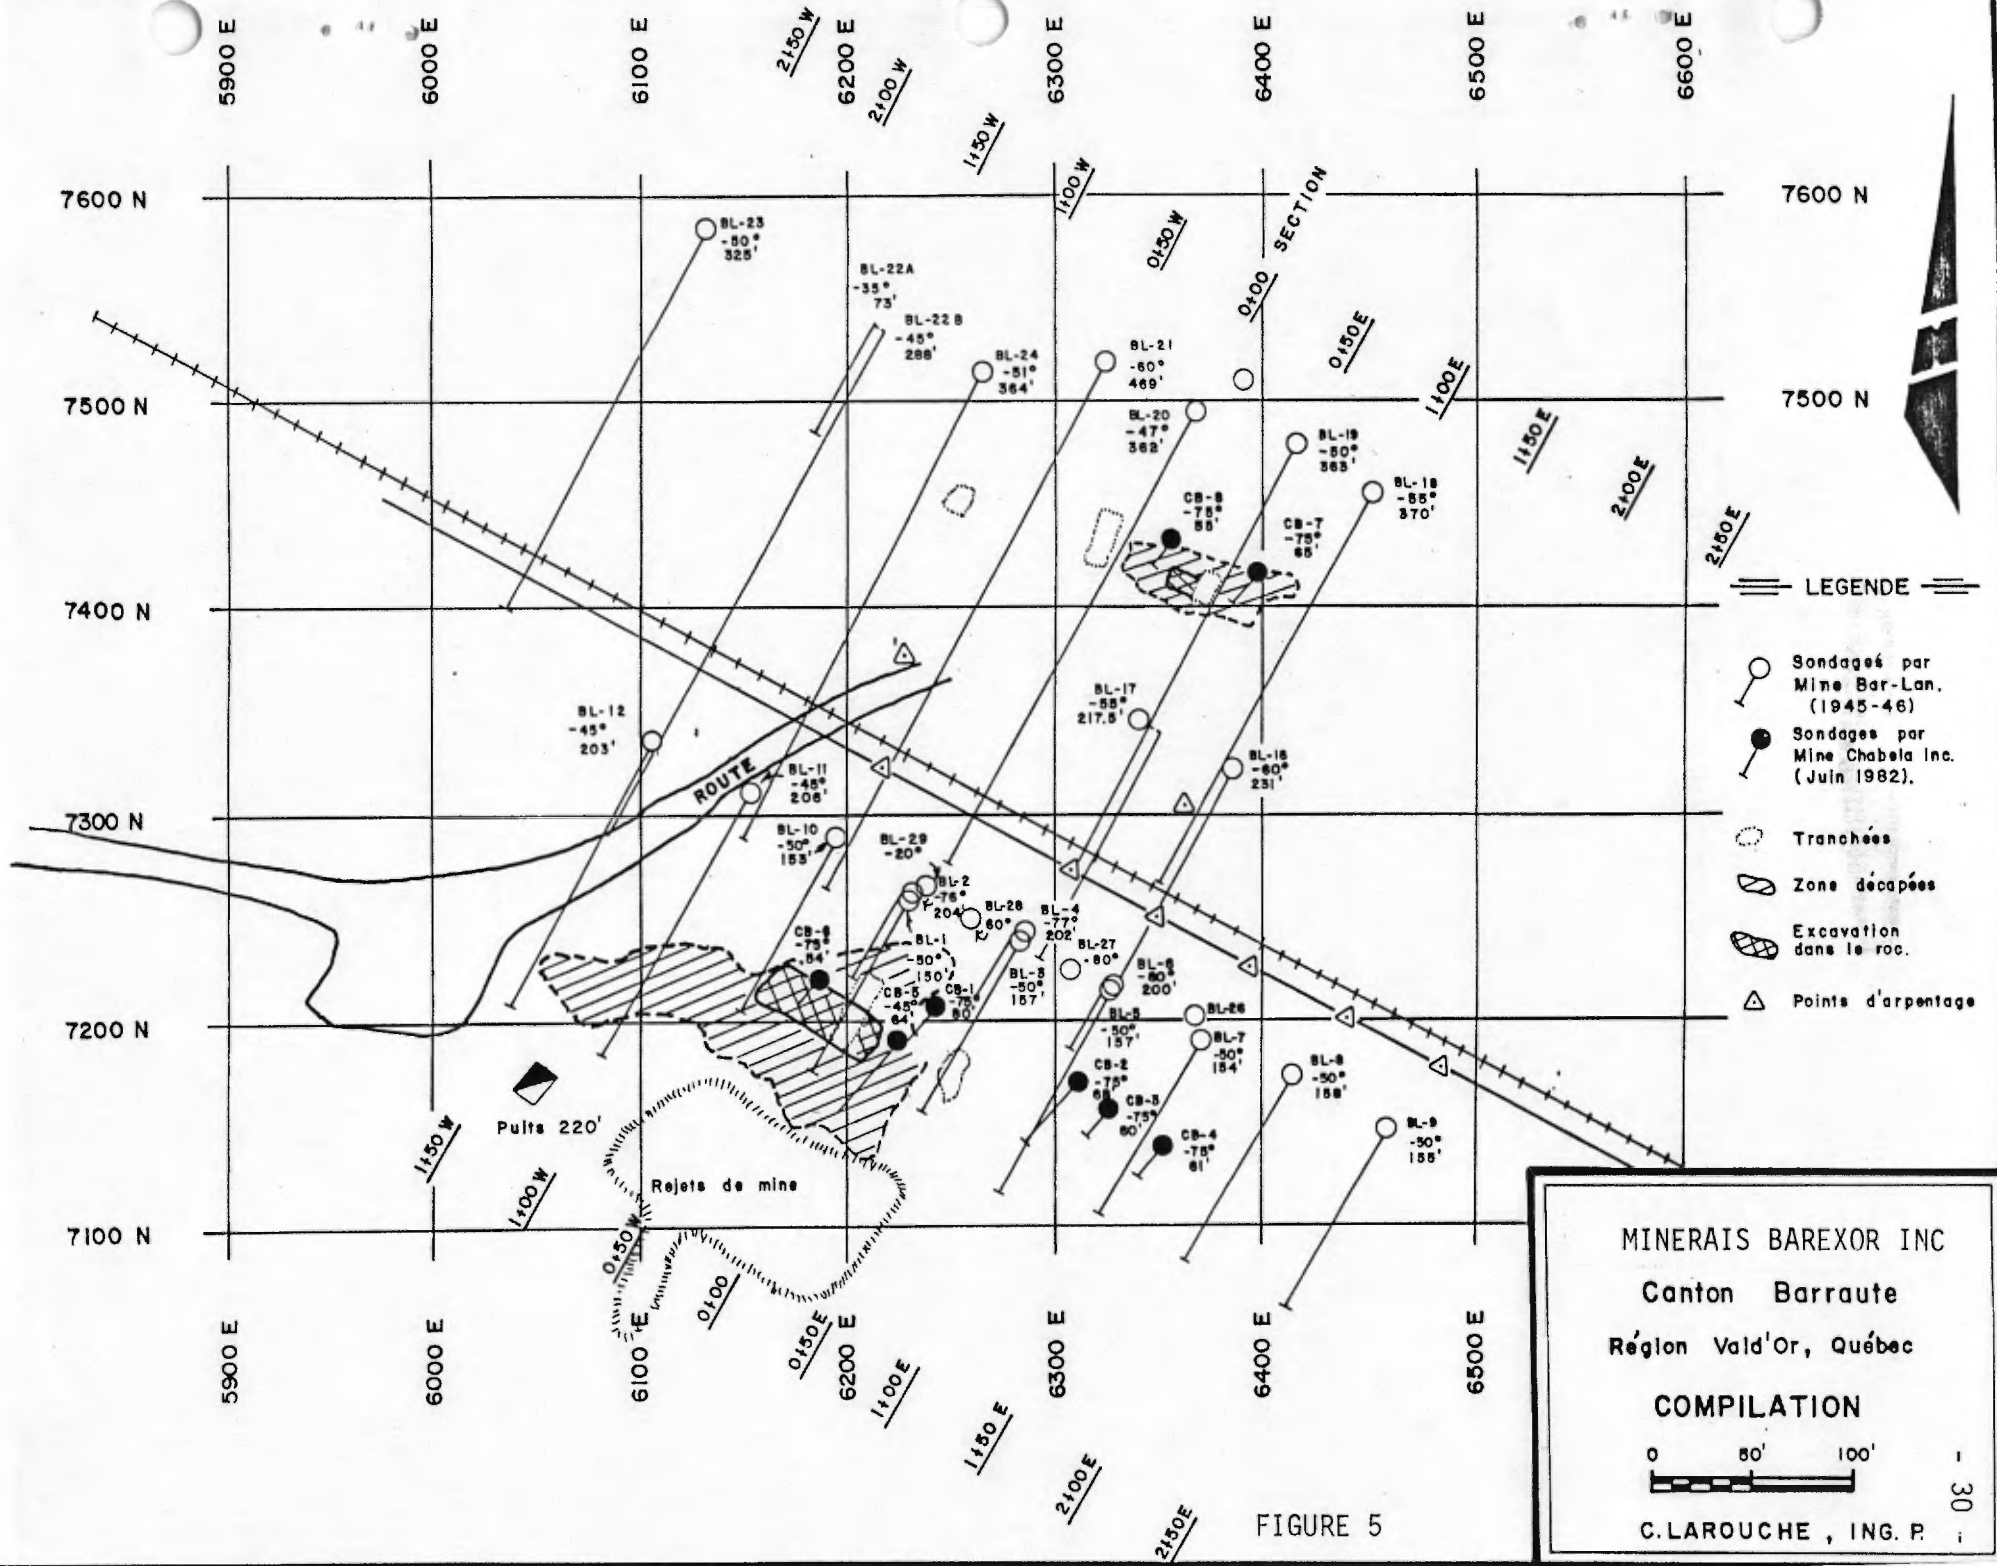 5900 E
6000 E
6100 E
2+50 W
6200 E
2+00 W
1+50 W
6300 E
1+00 W
0+50 W
6400 E
0+00 SECTION
0+50 E
1+00 E
6500 E
1+50 E
2+00 E
6600 E
2+50 E
7600 N
7600 N
BL-23
-50°
325'
BL-22A
-35°
73'
BL-22B
-45°
288'
BL-24
-51°
364'
BL-21
-60°
469'
BL-20
-47°
362'
7500 N
7500 N
BL-19
-50°
363'
BL-18
-55°
370'
CB-8
-75°
55'
CB-7
-75°
65'
7400 N
7400 N
BL-12
-45°
203'
BL-17
-55°
217.5'
BL-16
-60°
231'
ROUTE
BL-11
-45°
206'
7300 N
7300 N
BL-10
-50°
153'
BL-29
-20°
BL-2
-76°
204'
BL-28
60°
BL-4
-77°
202'
BL-27
-80°
CB-6
-75°
54'
BL-1
-50°
150'
BL-3
-50°
157'
BL-6
-80°
200'
CB-5
-45°
64'
CB-1
-75°
60'
BL-5
-50°
157'
BL-26
BL-7
-50°
154'
7200 N
7200 N
CB-2
-75°
CB-3
-75°
60'
CB-4
-75°
61'
BL-8
-50°
158'
BL-9
-50°
155'
Puits 220'
Rejets de mine
7100 N
1+50 W
1+00 W
0+50 W
0+00
0+50 E
1+00 E
1+50 E
2+00 E
2+50 E
5900 E
6000 E
6100 E
6200 E
6300 E
6400 E
6500 E
LEGENDE
Sondages par
Mine Bar-Lan.
(1945-46)
Sondages par
Mine Chabela Inc.
(Juin 1982).
Tranchées
Zone décapées
Excavation
dans le roc.
Points d'arpentage
N
MINERAIS BAREXOR INC
Canton Barraute
Région Vald'Or, Québec
COMPILATION
0 50' 100'
C. LAROUCHE, ING. P.
FIGURE 5
- 30 -